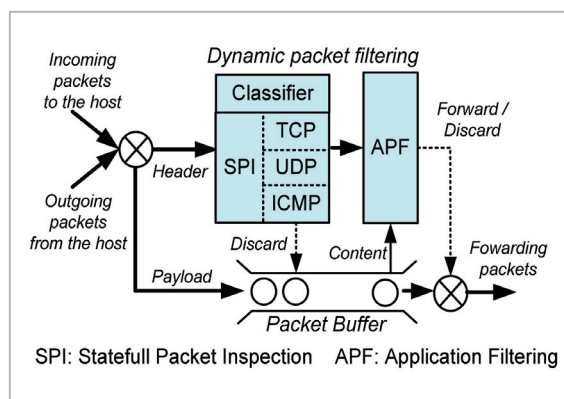 Dynamic packet filtering
Incoming
packets
to the host
Classifier
SPI
TCP
UDP
ICMP
APF
Forward /
Discard
Header
Outgoing
packets
from the host
Discard
Content
Payload
Fowarding
packets
Packet Buffer
SPI: Statefull Packet Inspection APF: Application Filtering